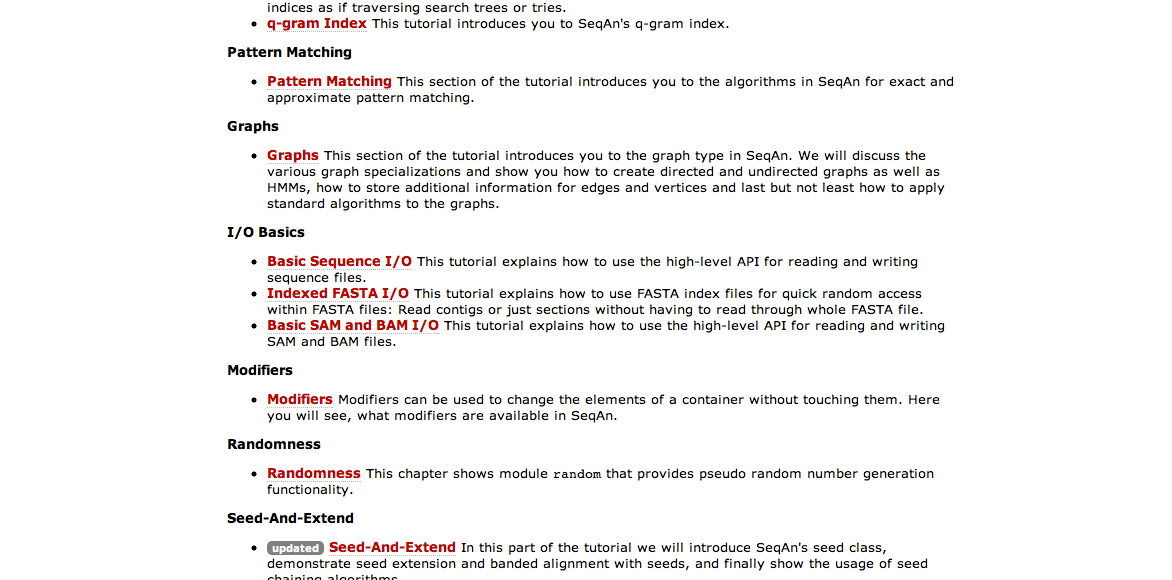 indices as if traversing search trees or tries.
q-gram Index This tutorial introduces you to SeqAn's q-gram index.
Pattern Matching
Pattern Matching This section of the tutorial introduces you to the algorithms in SeqAn for exact and
approximate pattern matching.
Graphs
Graphs This section of the tutorial introduces you to the graph type in SeqAn. We will discuss the
various graph specializations and show you how to create directed and undirected graphs as well as
HMMs, how to store additional information for edges and vertices and last but not least how to apply
standard algorithms to the graphs.
I/O Basics
Basic Sequence I/O This tutorial explains how to use the high-level API for reading and writing
sequence files.
Indexed FASTA I/O This tutorial explains how to use FASTA index files for quick random access
within FASTA files: Read contigs or just sections without having to read through whole FASTA file.
Basic SAM and BAM I/O This tutorial explains how to use the high-level API for reading and writing
SAM and BAM files.
Modifiers
Modifiers Modifiers can be used to change the elements of a container without touching them. Here
you will see, what modifiers are available in SeqAn.
Randomness
Randomness This chapter shows module random that provides pseudo random number generation
functionality.
Seed-And-Extend
updated Seed-And-Extend In this part of the tutorial we will introduce SeqAn's seed class,
demonstrate seed extension and banded alignment with seeds, and finally show the usage of seed
chaining algorithms.